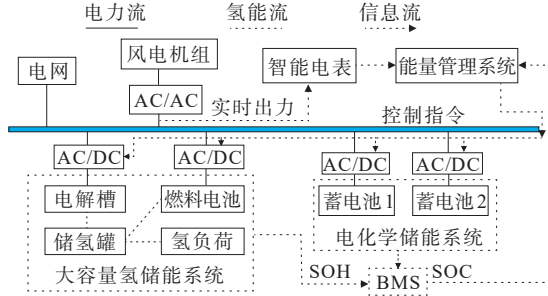 电力流 氢能流 信息流
风电机组
电网 智能电表 能量管理系统
AC/AC 实时出力 控制指令
AC/DC AC/DC AC/DC AC/DC
电解槽 燃料电池 蓄电池1 蓄电池2
储氢罐 氢负荷 电化学储能系统
大容量氢储能系统 SOH BMS SOC